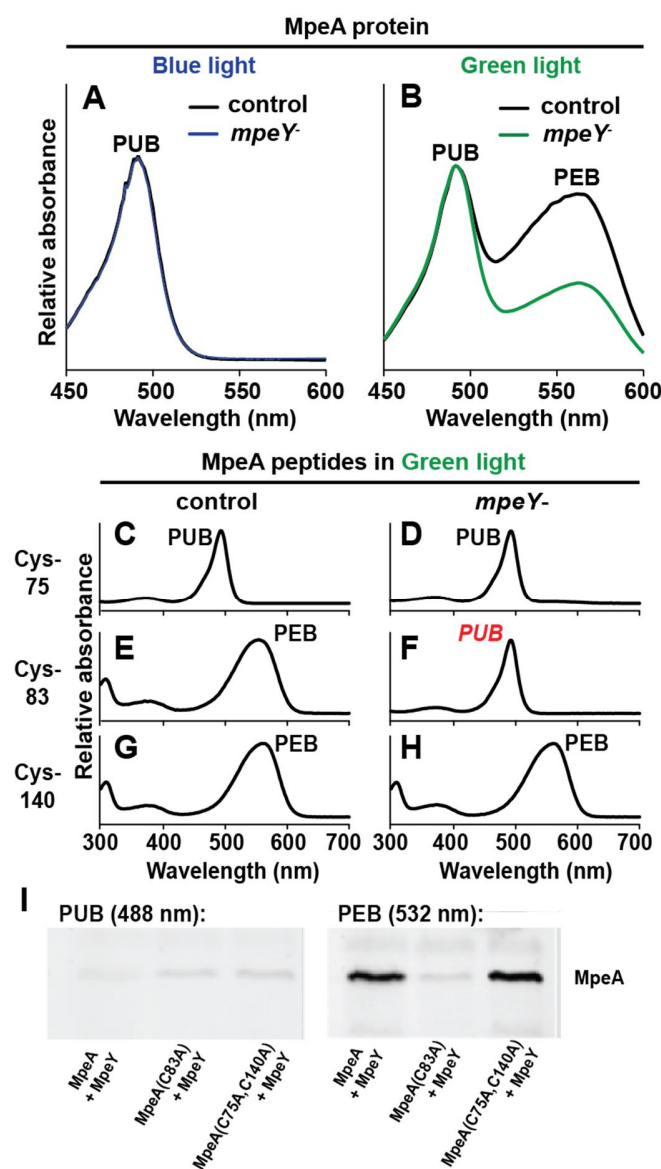 MpeA protein
Blue light
Green light
A
control
mpeY-
PUB
B
control
mpeY-
PUB
PEB
Relative absorbance
450 500 550 600
450 500 550 600
Wavelength (nm)
Wavelength (nm)
MpeA peptides in Green light
control
mpeY-
Cys-75
C
PUB
D
PUB
Cys-83
E
PEB
F
PUB
Cys-140
G
PEB
H
PEB
Relative absorbance
300 400 500 600 700
300 400 500 600 700
Wavelength (nm)
Wavelength (nm)
I
PUB (488 nm):
PEB (532 nm):
MpeA
MpeA
+ MpeY
MpeA(C83A)
+ MpeY
MpeA(C75A,C140A)
+ MpeY
MpeA
+ MpeY
MpeA(C83A)
+ MpeY
MpeA(C75A,C140A)
+ MpeY